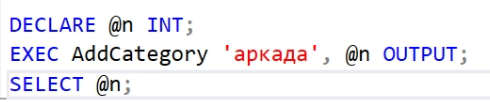 DECLARE @n INT;
EXEC AddCategory 'аркада', @n OUTPUT;
SELECT @n;